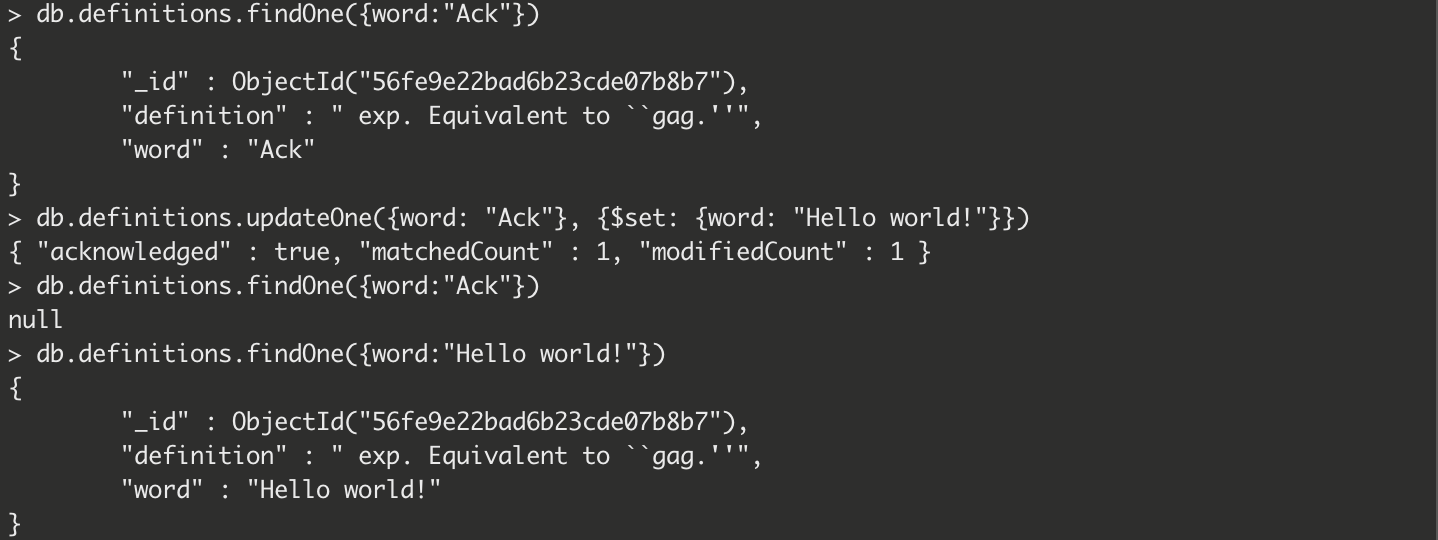 > db.definitions.findOne({word:"Ack"})
{
        "_id" : ObjectId("56fe9e22bad6b23cde07b8b7"),
        "definition" : " exp. Equivalent to ``gag.''",
        "word" : "Ack"
}
> db.definitions.updateOne({word: "Ack"}, {$set: {word: "Hello world!"}})
{ "acknowledged" : true, "matchedCount" : 1, "modifiedCount" : 1 }
> db.definitions.findOne({word:"Ack"})
null
> db.definitions.findOne({word:"Hello world!"})
{
        "_id" : ObjectId("56fe9e22bad6b23cde07b8b7"),
        "definition" : " exp. Equivalent to ``gag.''",
        "word" : "Hello world!"
}